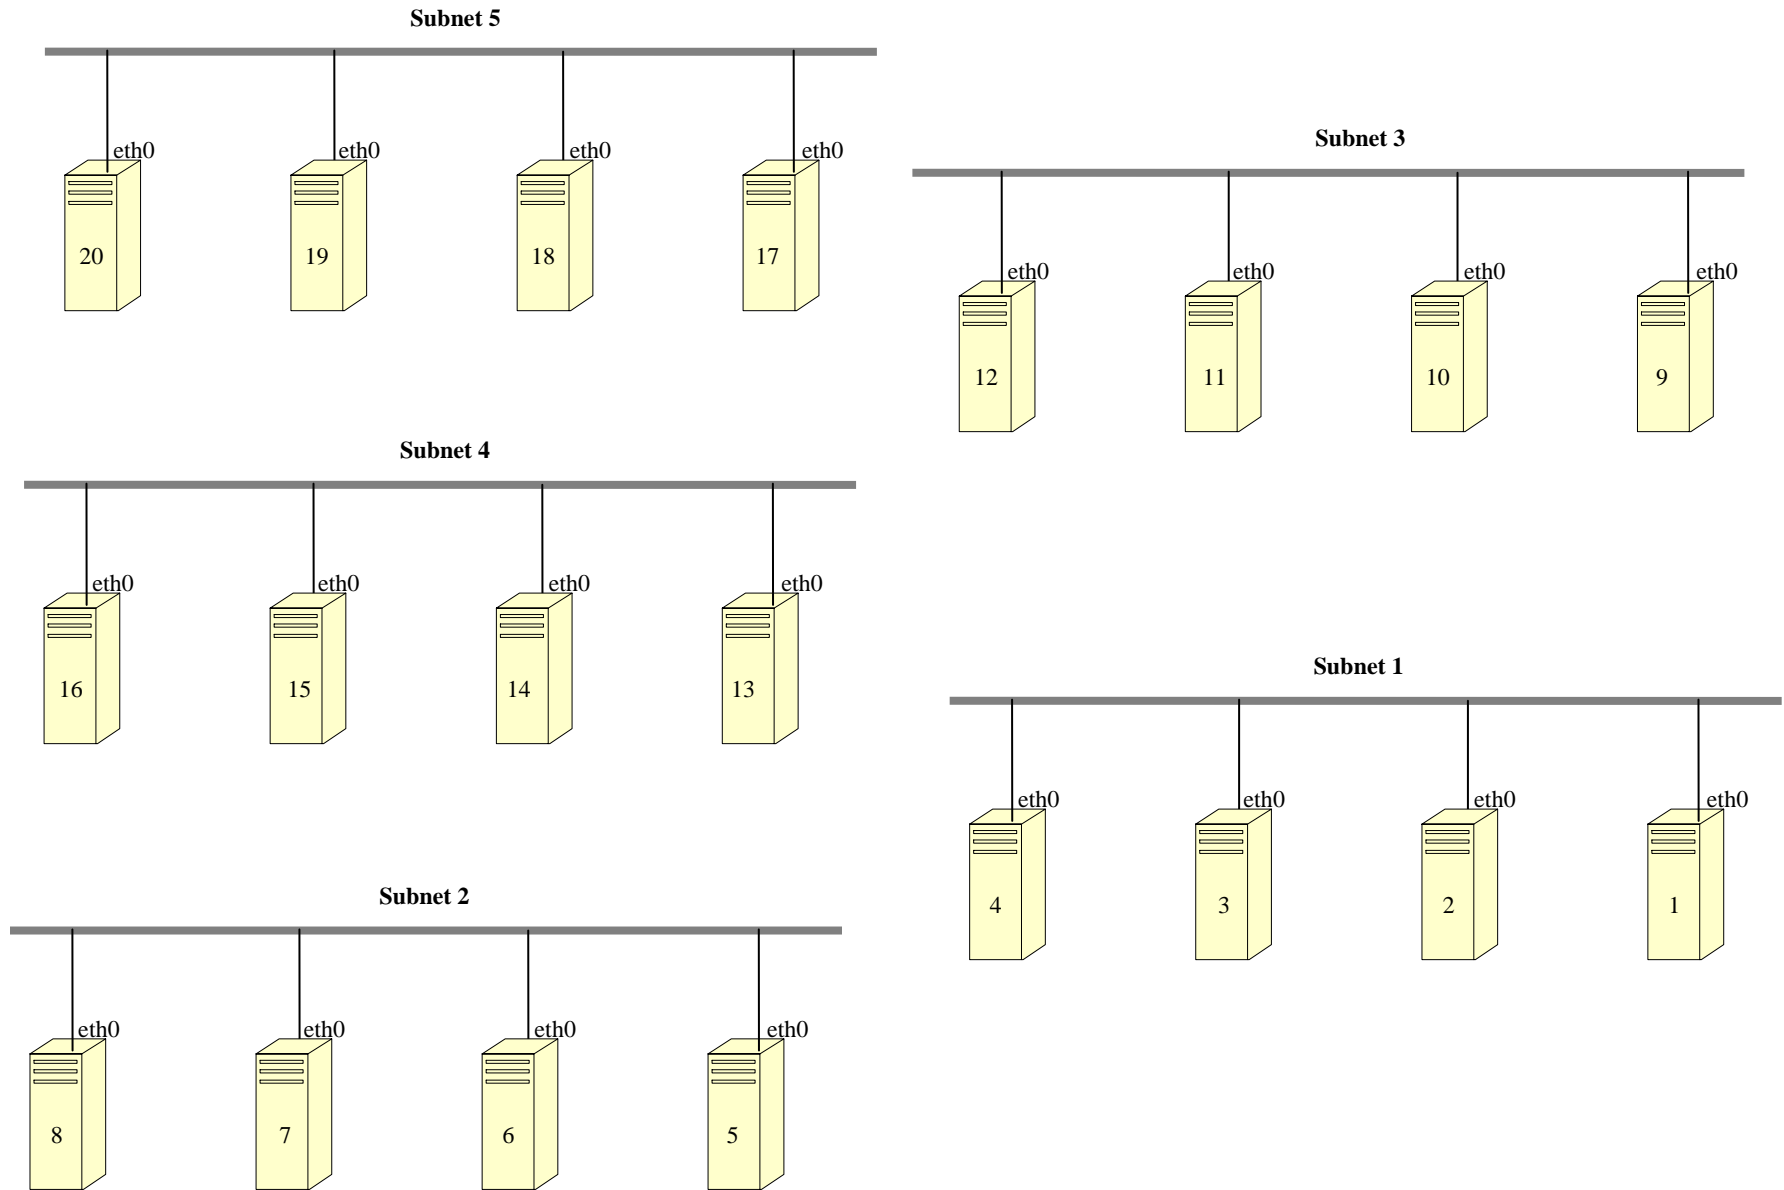 Subnet 5
eth0 eth0 eth0 eth0
20 19 18 17
Subnet 3
eth0 eth0 eth0 eth0
12 11 10 9
Subnet 4
eth0 eth0 eth0 eth0
16 15 14 13
Subnet 1
eth0 eth0 eth0 eth0
4 3 2 1
Subnet 2
eth0 eth0 eth0 eth0
8 7 6 5